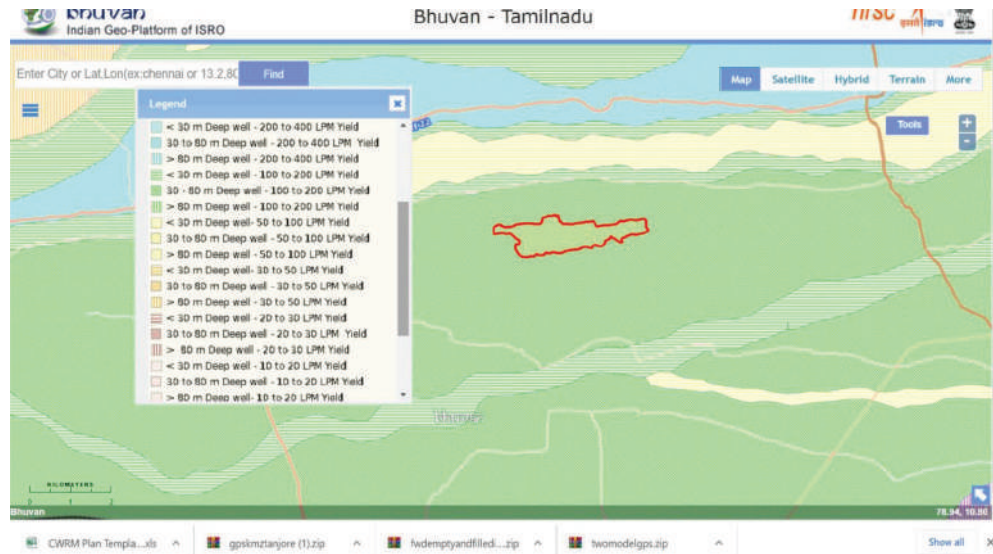 bhuvan
Indian Geo-Platform of ISRO
Bhuvan - Tamilnadu
nrsc
Enter City or Lat.Lon(ex:chennai or 13.2,80
Find
Map
Satellite
Hybrid
Terrain
More
Legend
Tools
+
-
< 30 m Deep well - 200 to 400 LPM Yield
30 to 80 m Deep well - 200 to 400 LPM Yield
> 80 m Deep well - 200 to 400 LPM Yield
< 30 m Deep well - 100 to 200 LPM Yield
30 - 80 m Deep well - 100 to 200 LPM Yield
> 80 m Deep well - 100 to 200 LPM Yield
< 30 m Deep well- 50 to 100 LPM Yield
30 to 80 m Deep well - 50 to 100 LPM Yield
> 80 m Deep well - 50 to 100 LPM Yield
< 30 m Deep well- 30 to 50 LPM Yield
30 to 80 m Deep well - 30 to 50 LPM Yield
> 80 m Deep well - 30 to 50 LPM Yield
< 30 m Deep well - 20 to 30 LPM Yield
30 to 80 m Deep well - 20 to 30 LPM Yield
> 80 m Deep well - 20 to 30 LPM Yield
< 30 m Deep well - 10 to 20 LPM Yield
30 to 80 m Deep well - 10 to 20 LPM Yield
> 80 m Deep well- 10 to 20 LPM Yield
KILOMETERS
0 1 2
Bhuvan
78.94, 10.86
CWRM Plan Templa...xls
gpskmztanjore (1).zip
fwdemptyandfilledi...zip
twomodelgps.zip
Show all
X